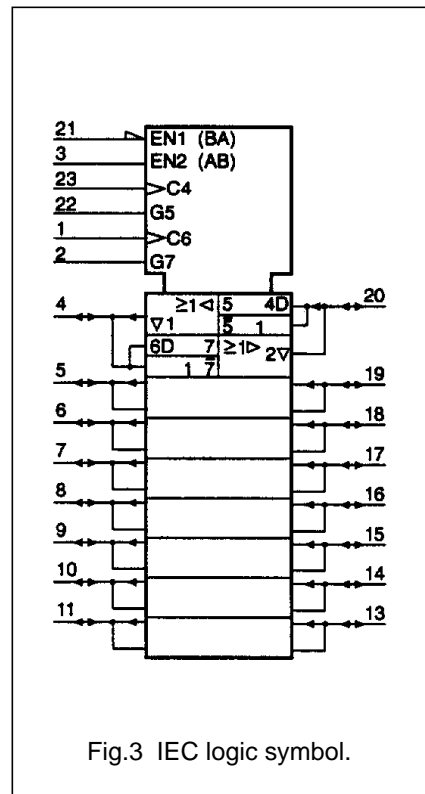 21 EN1 (BA)
3 EN2 (AB)
23 C4
22 G5
1 C6
2 G7
4 ≥1 ◁ 5 4D 20
▽1 5̅ 1
6D 7 ≥1 ▷ 2▽
1 7̅
5 19
6 18
7 17
8 16
9 15
10 14
11 13
Fig.3 IEC logic symbol.